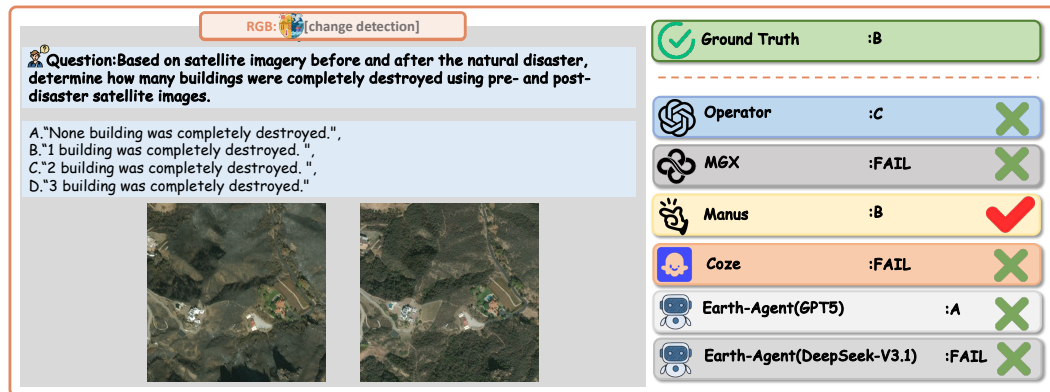 RGB: [change detection]
Question:Based on satellite imagery before and after the natural disaster,
determine how many buildings were completely destroyed using pre- and post-
disaster satellite images.
A."None building was completely destroyed.",
B."1 building was completely destroyed. ",
C."2 building was completely destroyed. ",
D."3 building was completely destroyed."
Ground Truth :B
Operator :C
MGX :FAIL
Manus :B
Coze :FAIL
Earth-Agent(GPT5) :A
Earth-Agent(DeepSeek-V3.1) :FAIL